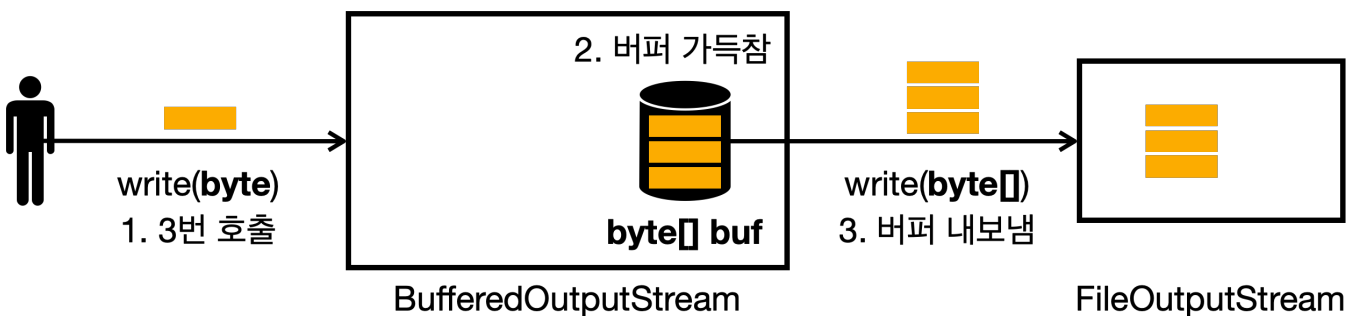 write(byte)
1. 3번 호출
2. 버퍼 가득참
byte[] buf
BufferedOutputStream
write(byte[])
3. 버퍼 내보냄
FileOutputStream